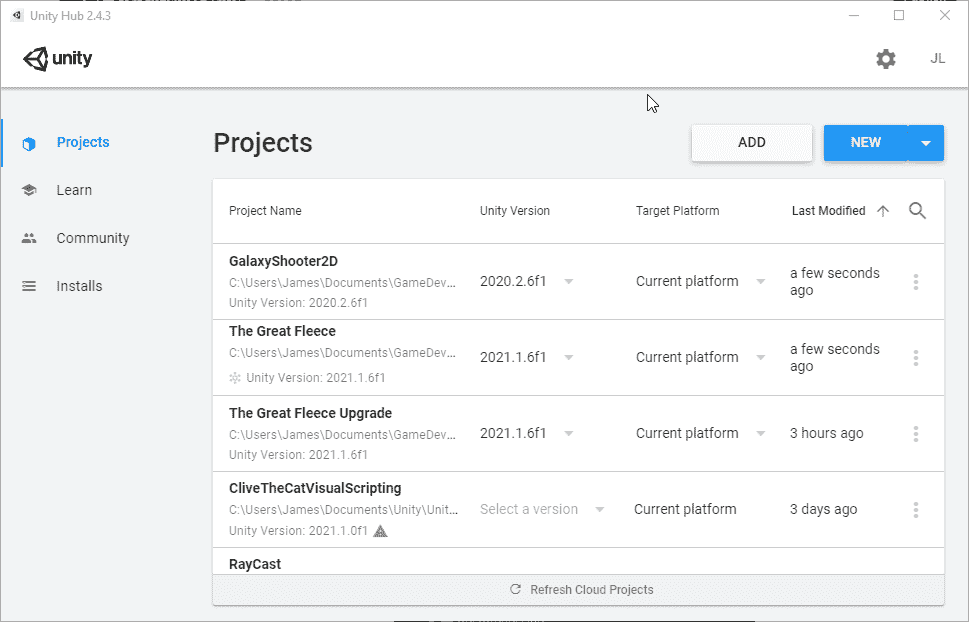 Unity Hub 2.4.3
unity
JL
Projects
Learn
Community
Installs
Projects
ADD
NEW
Project Name Unity Version Target Platform Last Modified
GalaxyShooter2D
C:\Users\James\Documents\GameDev...
Unity Version: 2020.2.6f1
2020.2.6f1
Current platform
a few seconds
ago
The Great Fleece
C:\Users\James\Documents\GameDev...
Unity Version: 2021.1.6f1
2021.1.6f1
Current platform
a few seconds
ago
The Great Fleece Upgrade
C:\Users\James\Documents\GameDev...
Unity Version: 2021.1.6f1
2021.1.6f1
Current platform
3 hours ago
CliveTheCatVisualScripting
C:\Users\James\Documents\Unity\Unit...
Unity Version: 2021.1.0f1
Select a version
Current platform
3 days ago
RayCast
Refresh Cloud Projects